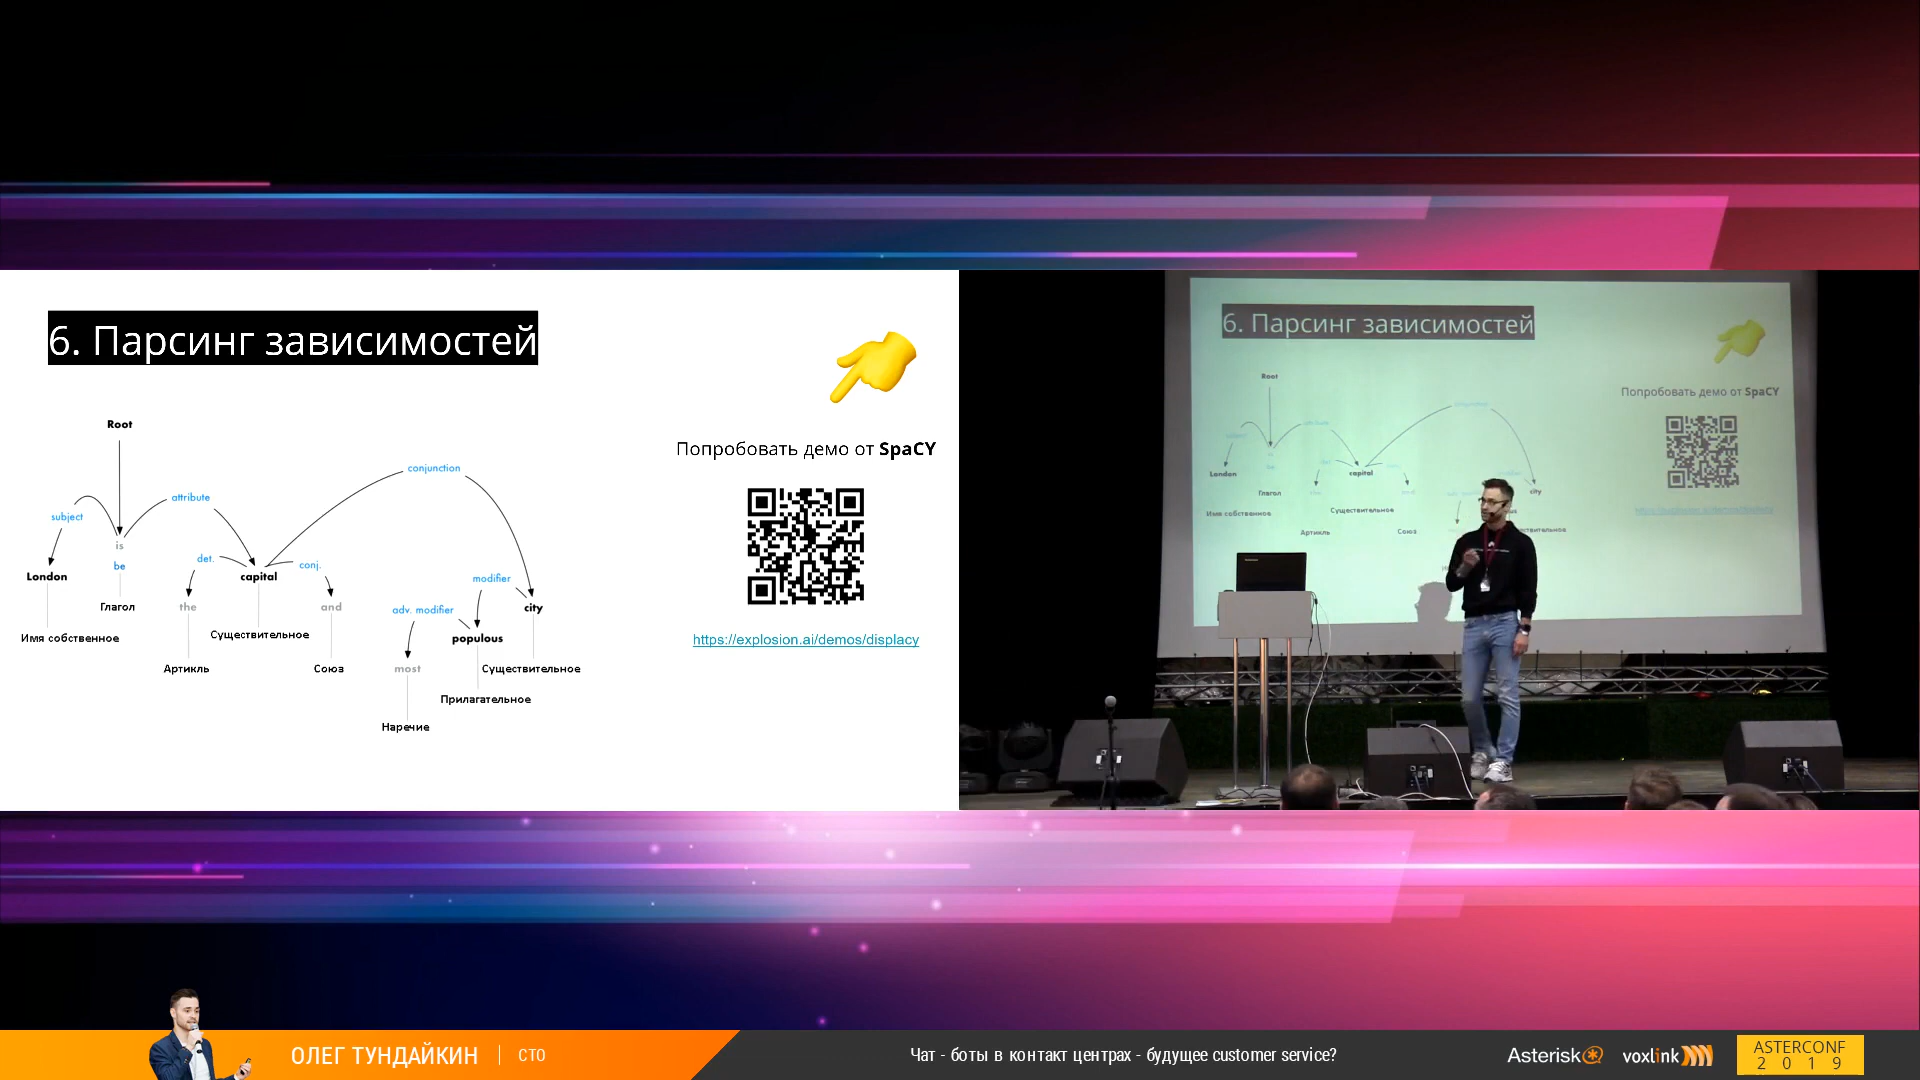 6. Парсинг зависимостей
Root
conjunction
attribute
subject
is
be
det.
conj.
London
capital
modifier
Глагол
the
and
adv. modifier
city
Имя собственное
Существительное
populous
Артикль
Союз
most
Существительное
Прилагательное
Наречие
Попробовать демо от SpaCY
https://explosion.ai/demos/displacy
6. Парсинг зависимостей
Root
Попробовать демо от SpaCY
London
capital
city
Глагол
Имя собственное
Существительное
Артикль
Союз
ОЛЕГ ТУНДАЙКИН | СТО
Чат - боты в контакт центрах - будущее customer service?
Asterisk
voxlink
ASTERCONF
2 0 1 9